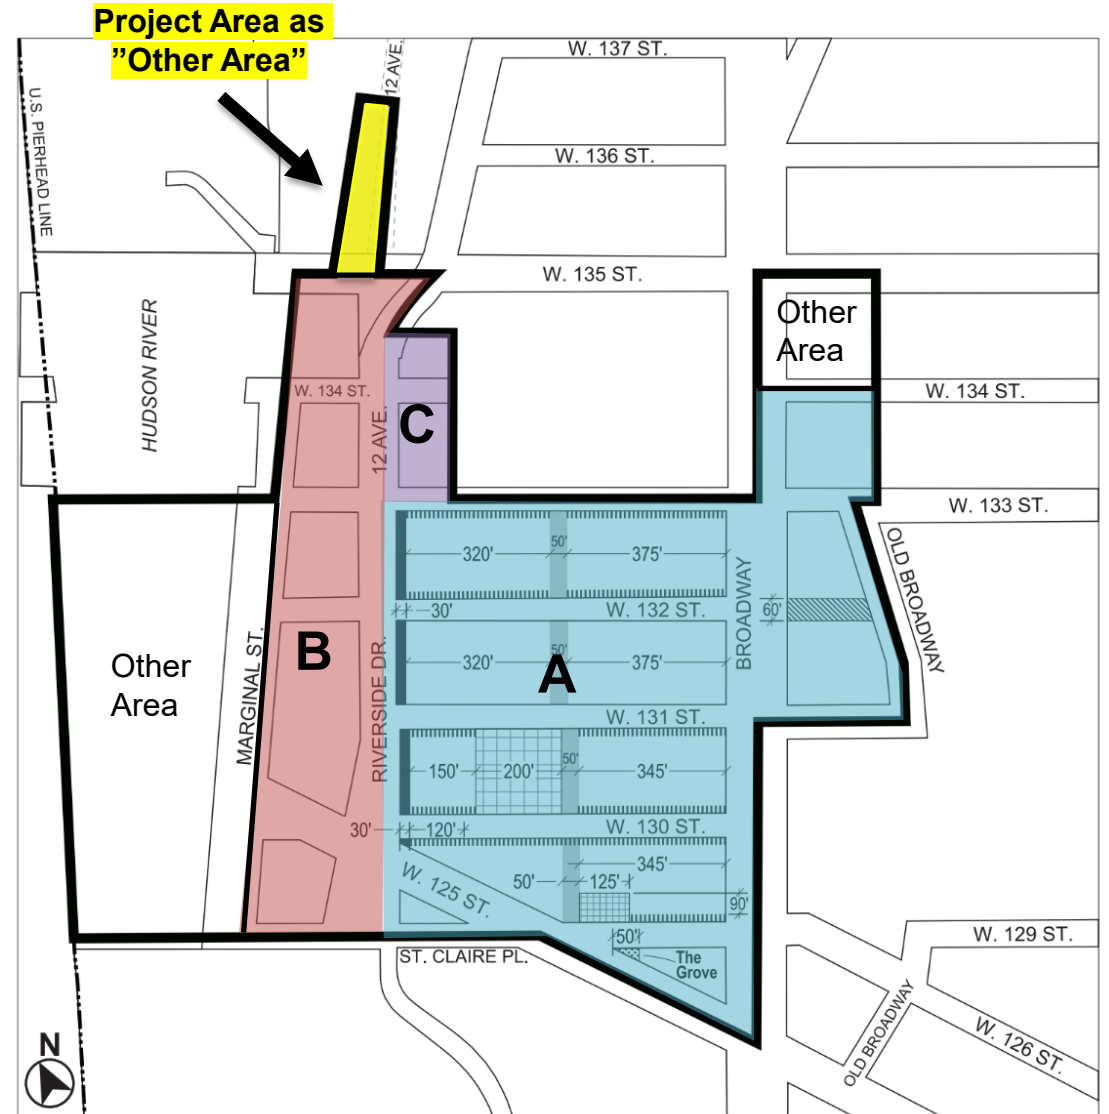 Project Area as
”Other Area”
12 AVE.
W. 137 ST.
U.S. PIERHEAD LINE
W. 136 ST.
W. 135 ST.
HUDSON RIVER
Other
Area
W. 134 ST.
W. 134 ST.
12 AVE.
C
W. 133 ST.
320'
50'
375'
OLD BROADWAY
BROADWAY
30'
W. 132 ST.
60'
MARGINAL ST.
B
RIVERSIDE DR.
Other
Area
320'
50'
375'
A
W. 131 ST.
150'
200'
50'
345'
30'
120'
W. 130 ST.
W. 125 ST.
345'
50'
125'
90'
50'
The
Grove
ST. CLAIRE PL.
W. 129 ST.
OLD BROADWAY
W. 126 ST.
N